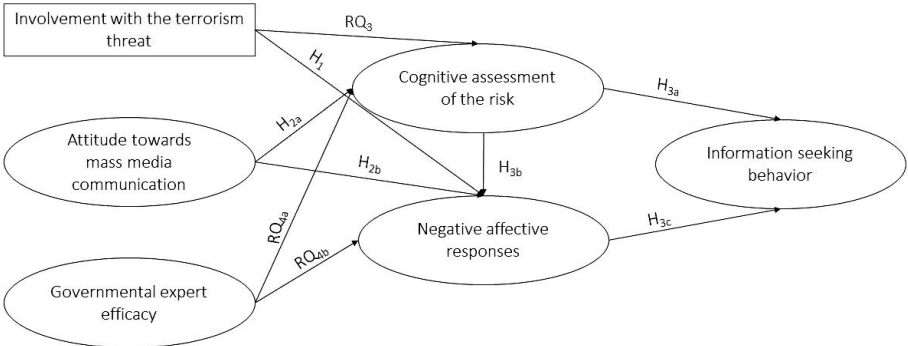 Involvement with the terrorism
threat
RQ₃
H₁
Cognitive assessment
of the risk
H₃ₐ
H₂ₐ
Attitude towards
mass media
communication
H₂b
H₃b
Information seeking
behavior
RQ₄ₐ
Negative affective
responses
H₃c
RQ₄b
Governmental expert
efficacy